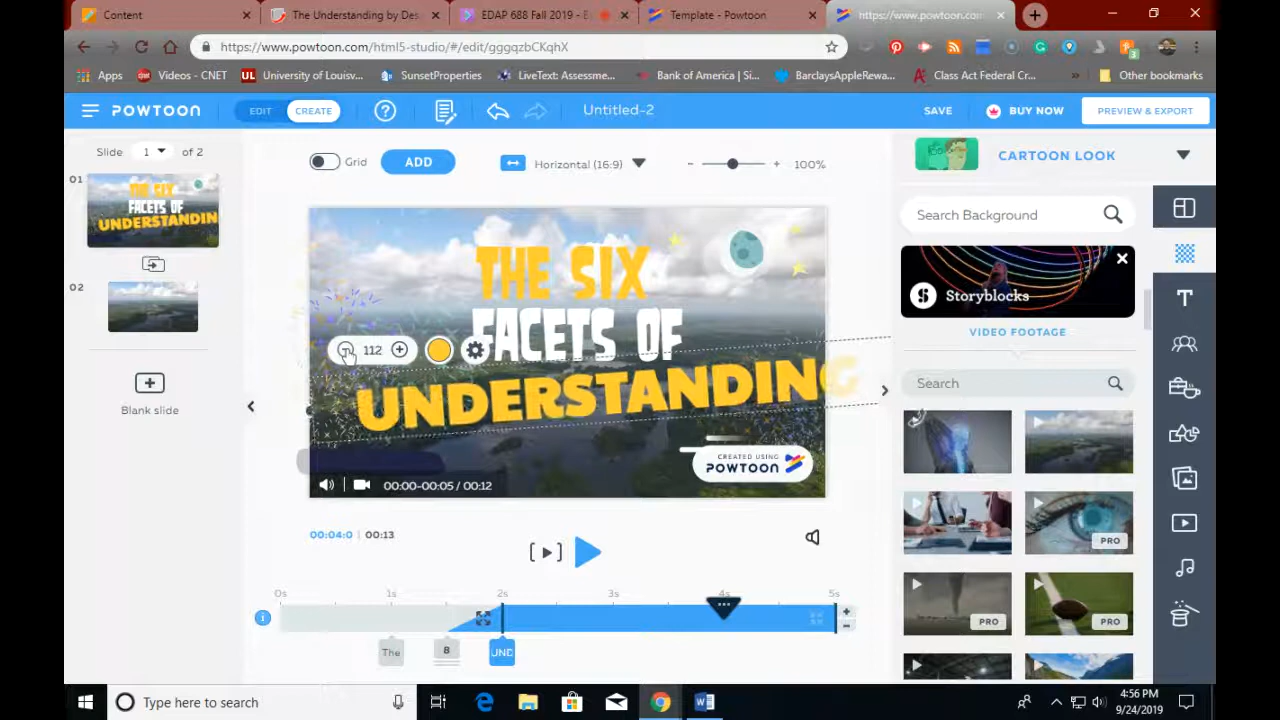 Content
The Understanding by Des
EDAP 688 Fall 2019 - E
Template - Powtoon
https://www.powtoon.com
https://www.powtoon.com/html5-studio/#/edit/gggqzbCKqhX
3
Apps
Videos - CNET
University of Louisv...
SunsetProperties
LiveText: Assessme...
Bank of America | Si...
BarclaysAppleRewa...
Class Act Federal Cr...
»
Other bookmarks
POWTOON
EDIT
CREATE
Untitled-2
SAVE
BUY NOW
PREVIEW & EXPORT
Slide 1 of 2
Grid
ADD
Horizontal (16:9)
- + 100%
CARTOON LOOK
Search Background
01
THE SIX
FACETS OF
UNDERSTANDIN
02
Blank slide
THE SIX
FACETS OF
112
UNDERSTANDING
CREATED USING
POWTOON
00:00-00:05 / 00:12
S Storyblocks
VIDEO FOOTAGE
Search
PRO
PRO
PRO
00:04:0 | 00:13
0s 1s 2s 3s 4s 5s
The
B
UND
Type here to search
4:56 PM
9/24/2019